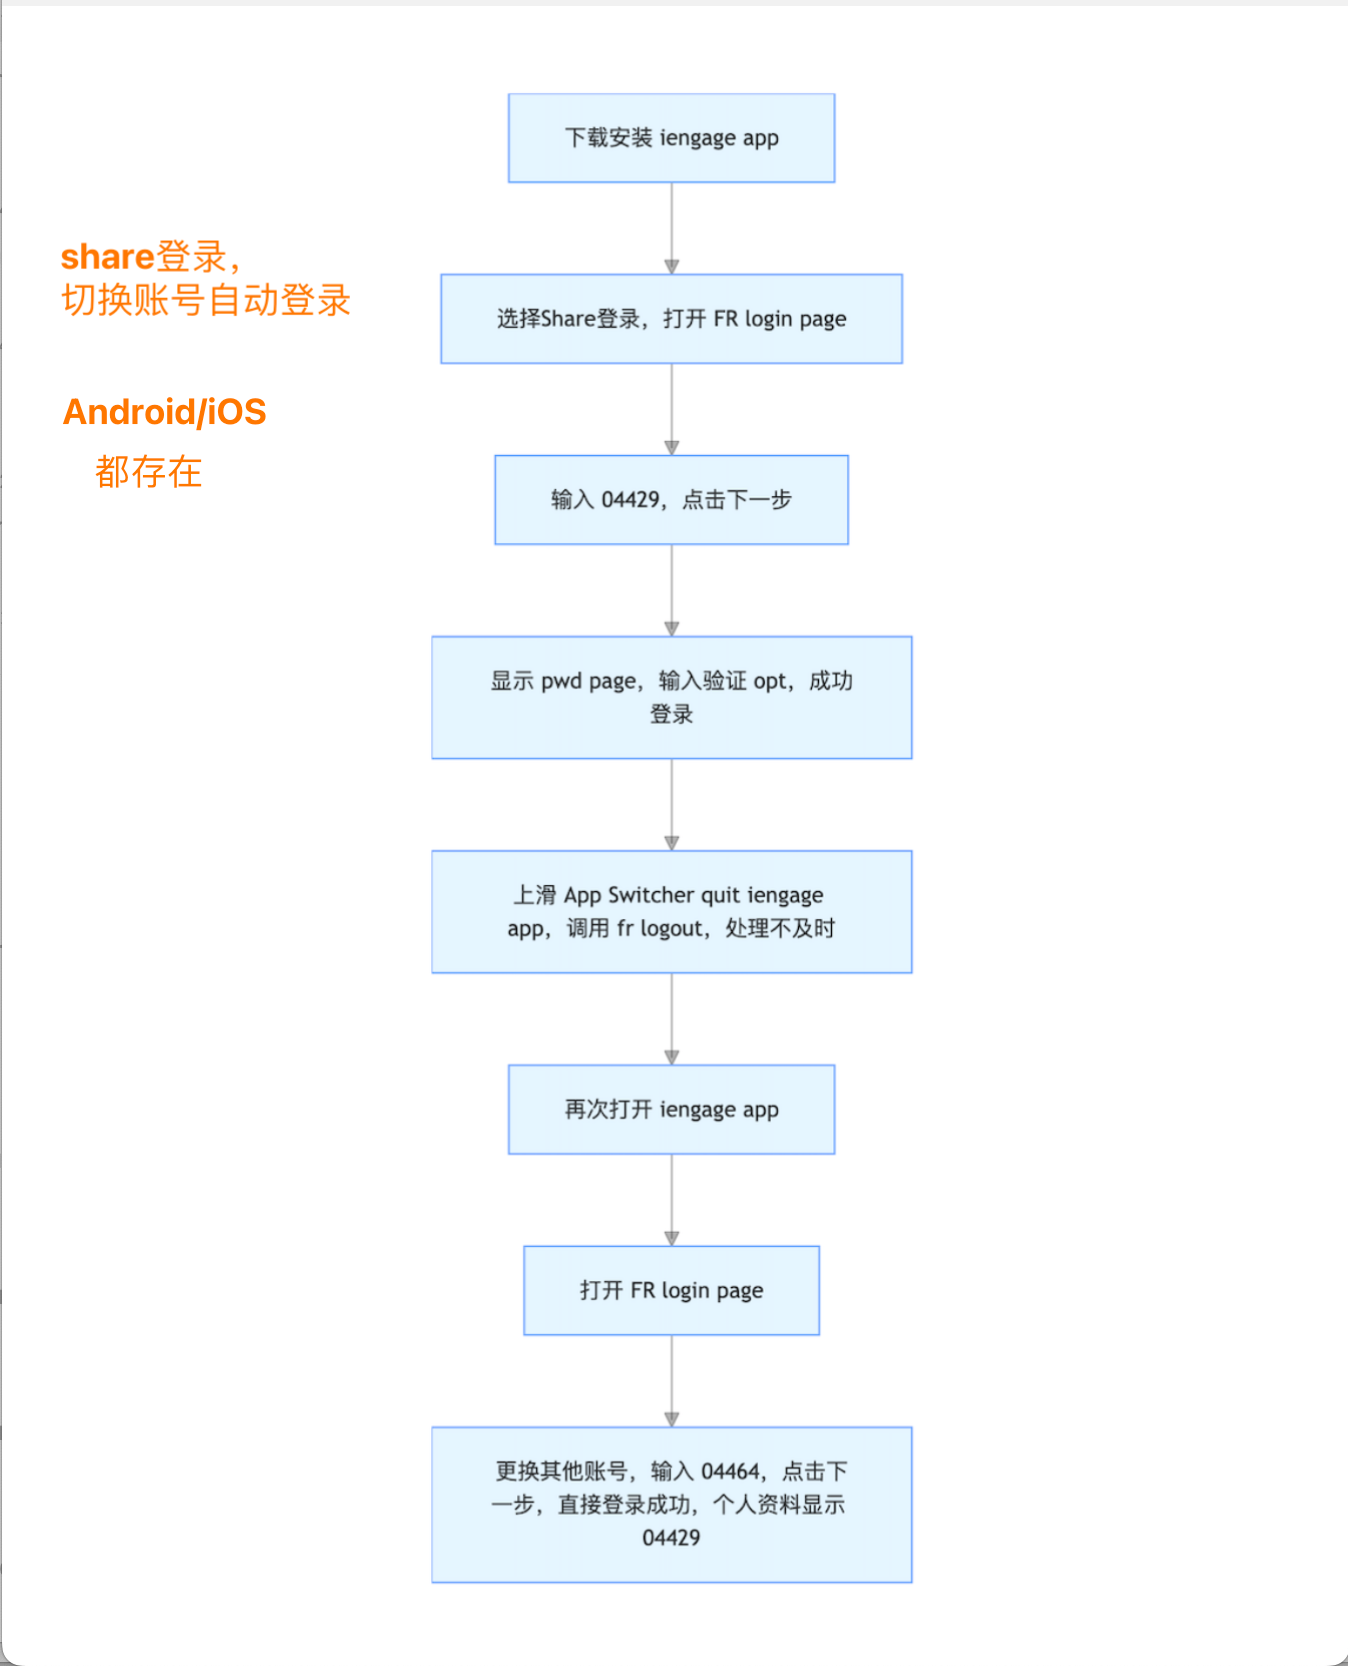 下载安装 iengage app
share登录，
切换账号自动登录
选择Share登录，打开 FR login page
Android/iOS
都存在
输入 04429，点击下一步
显示 pwd page，输入验证 opt，成功
登录
上滑 App Switcher quit iengage
app，调用 fr logout，处理不及时
再次打开 iengage app
打开 FR login page
更换其他账号，输入 04464，点击下
一步，直接登录成功，个人资料显示
04429